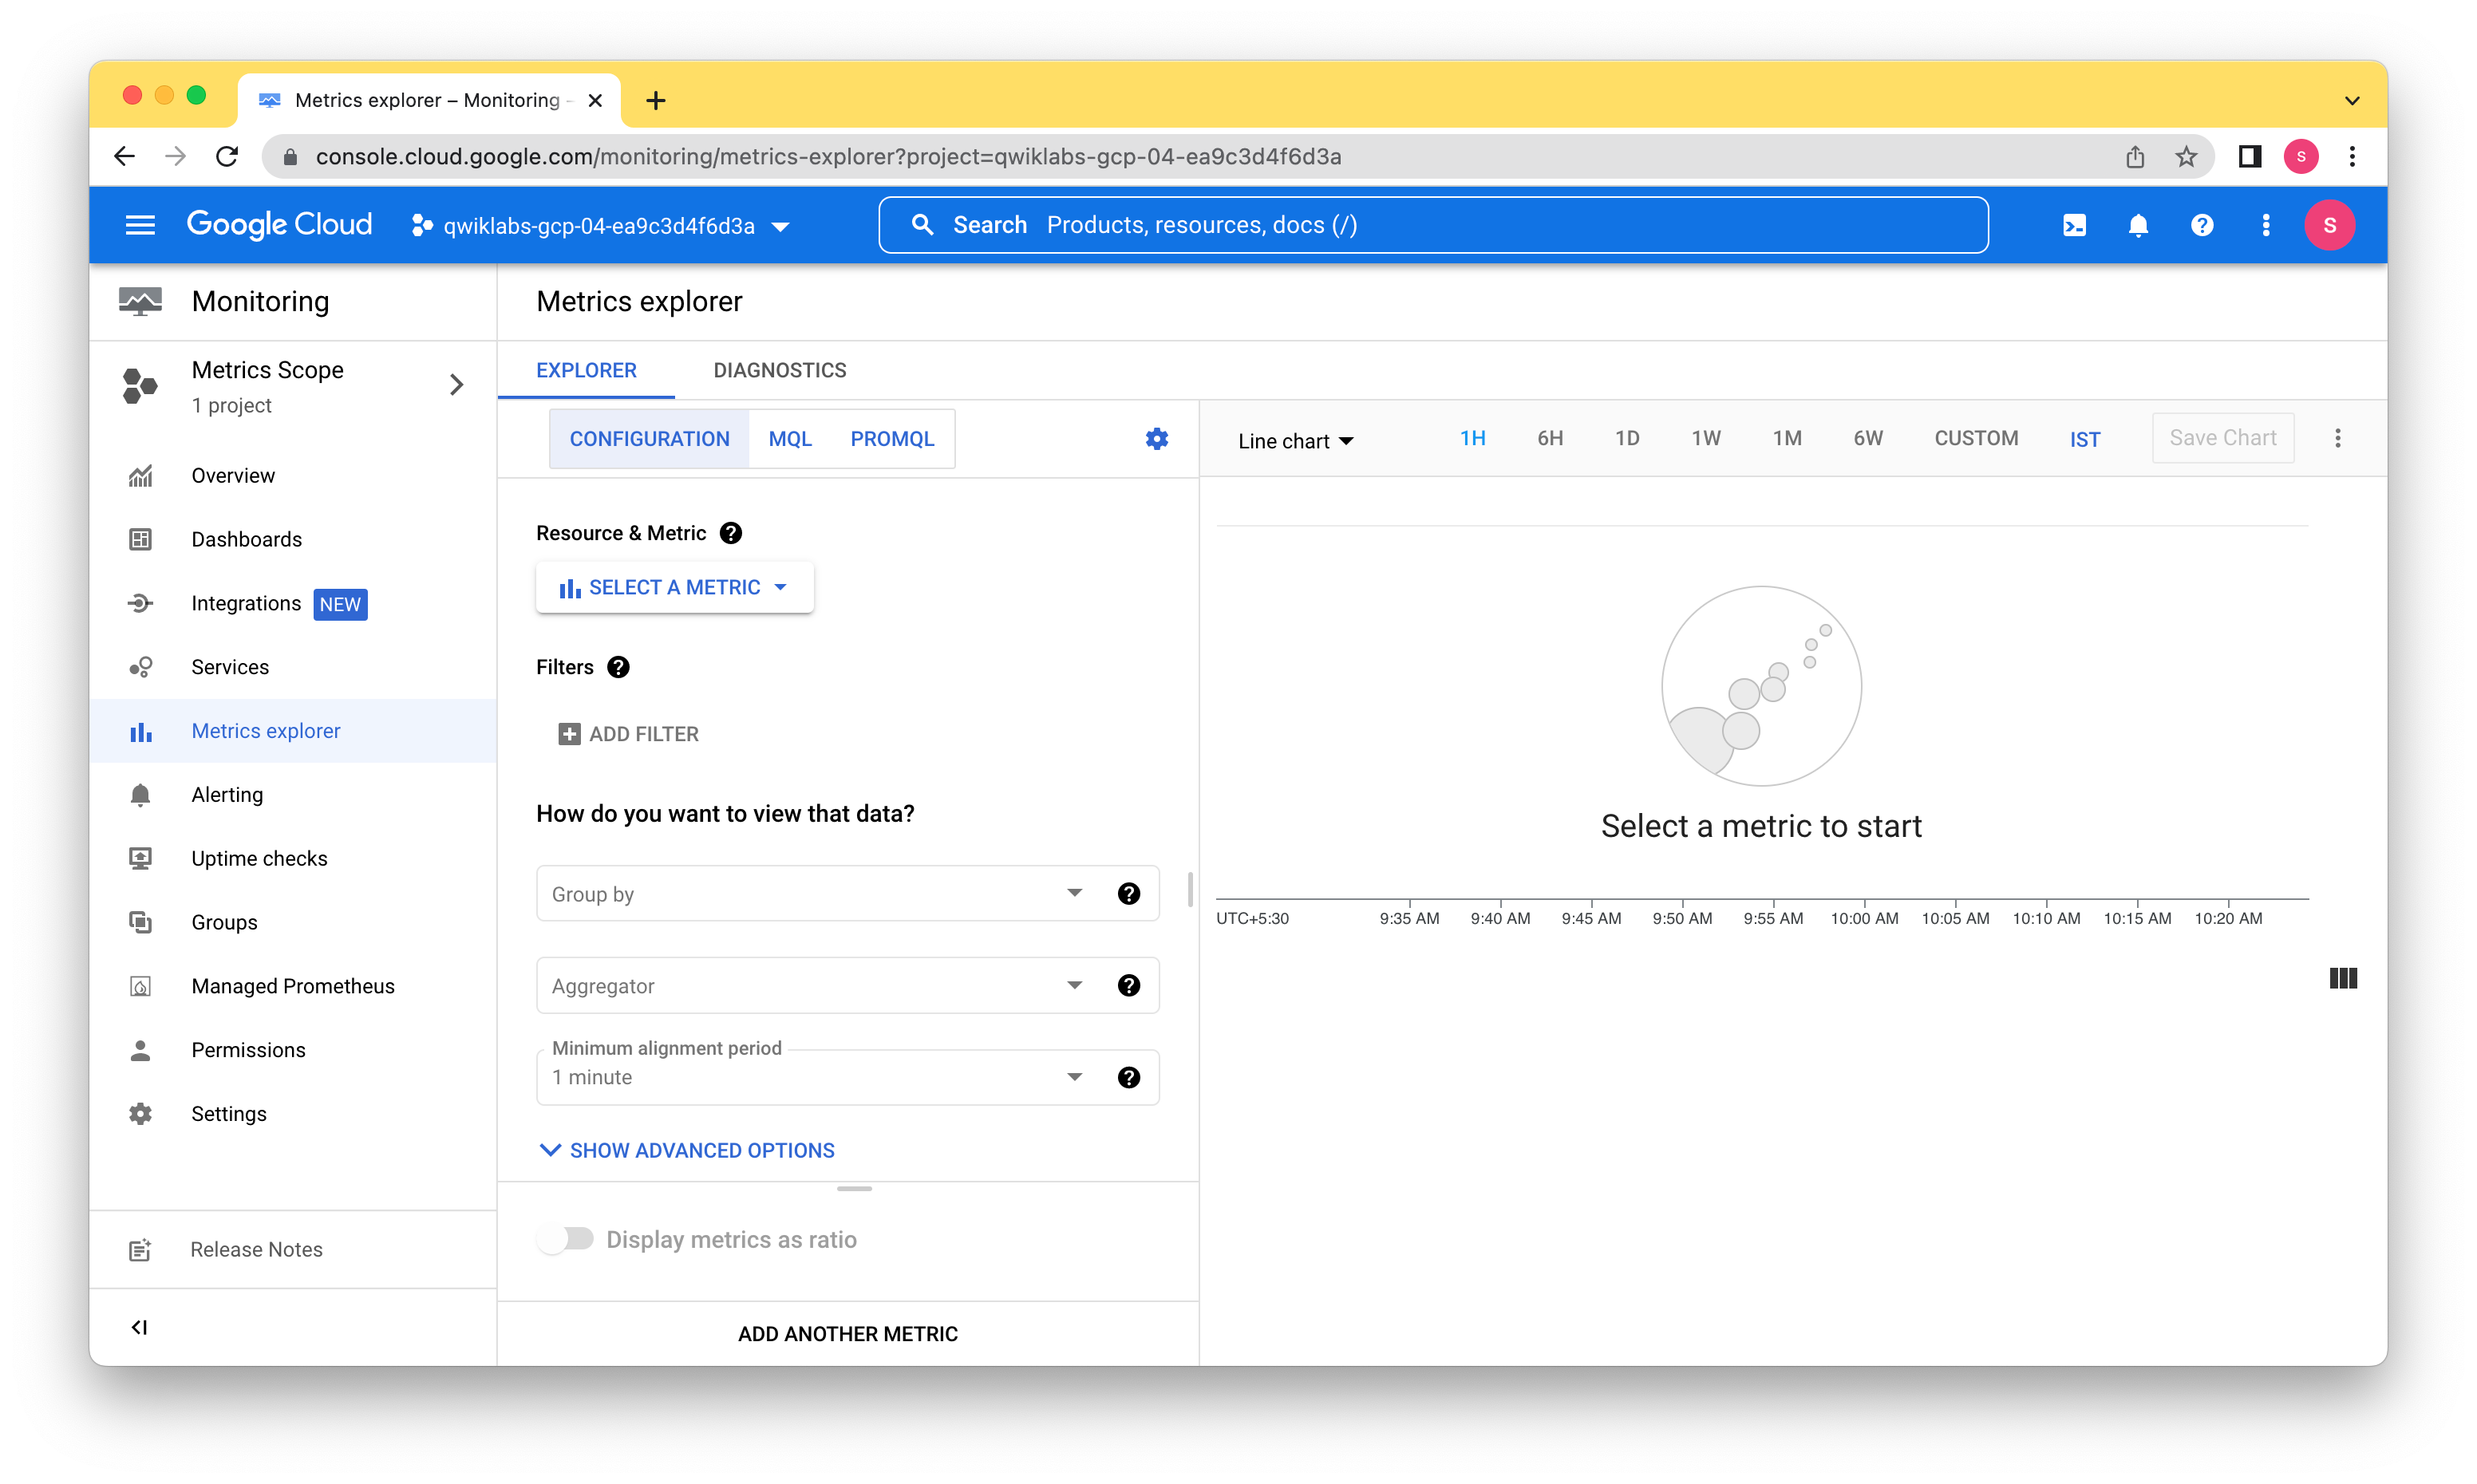 Metrics explorer – Monitoring -
console.cloud.google.com/monitoring/metrics-explorer?project=qwiklabs-gcp-04-ea9c3d4f6d3a
S
Google Cloud
qwiklabs-gcp-04-ea9c3d4f6d3a
Search Products, resources, docs (/)
S
Monitoring
Metrics Scope
1 project
Overview
Dashboards
Integrations NEW
Services
Metrics explorer
Alerting
Uptime checks
Groups
Managed Prometheus
Permissions
Settings
Release Notes
Metrics explorer
EXPLORER DIAGNOSTICS
CONFIGURATION MQL PROMQL
Resource & Metric
SELECT A METRIC
Filters
ADD FILTER
How do you want to view that data?
Group by
Aggregator
Minimum alignment period
1 minute
SHOW ADVANCED OPTIONS
Display metrics as ratio
ADD ANOTHER METRIC
Line chart 1H 6H 1D 1W 1M 6W CUSTOM IST Save Chart
Select a metric to start
UTC+5:30 9:35 AM 9:40 AM 9:45 AM 9:50 AM 9:55 AM 10:00 AM 10:05 AM 10:10 AM 10:15 AM 10:20 AM